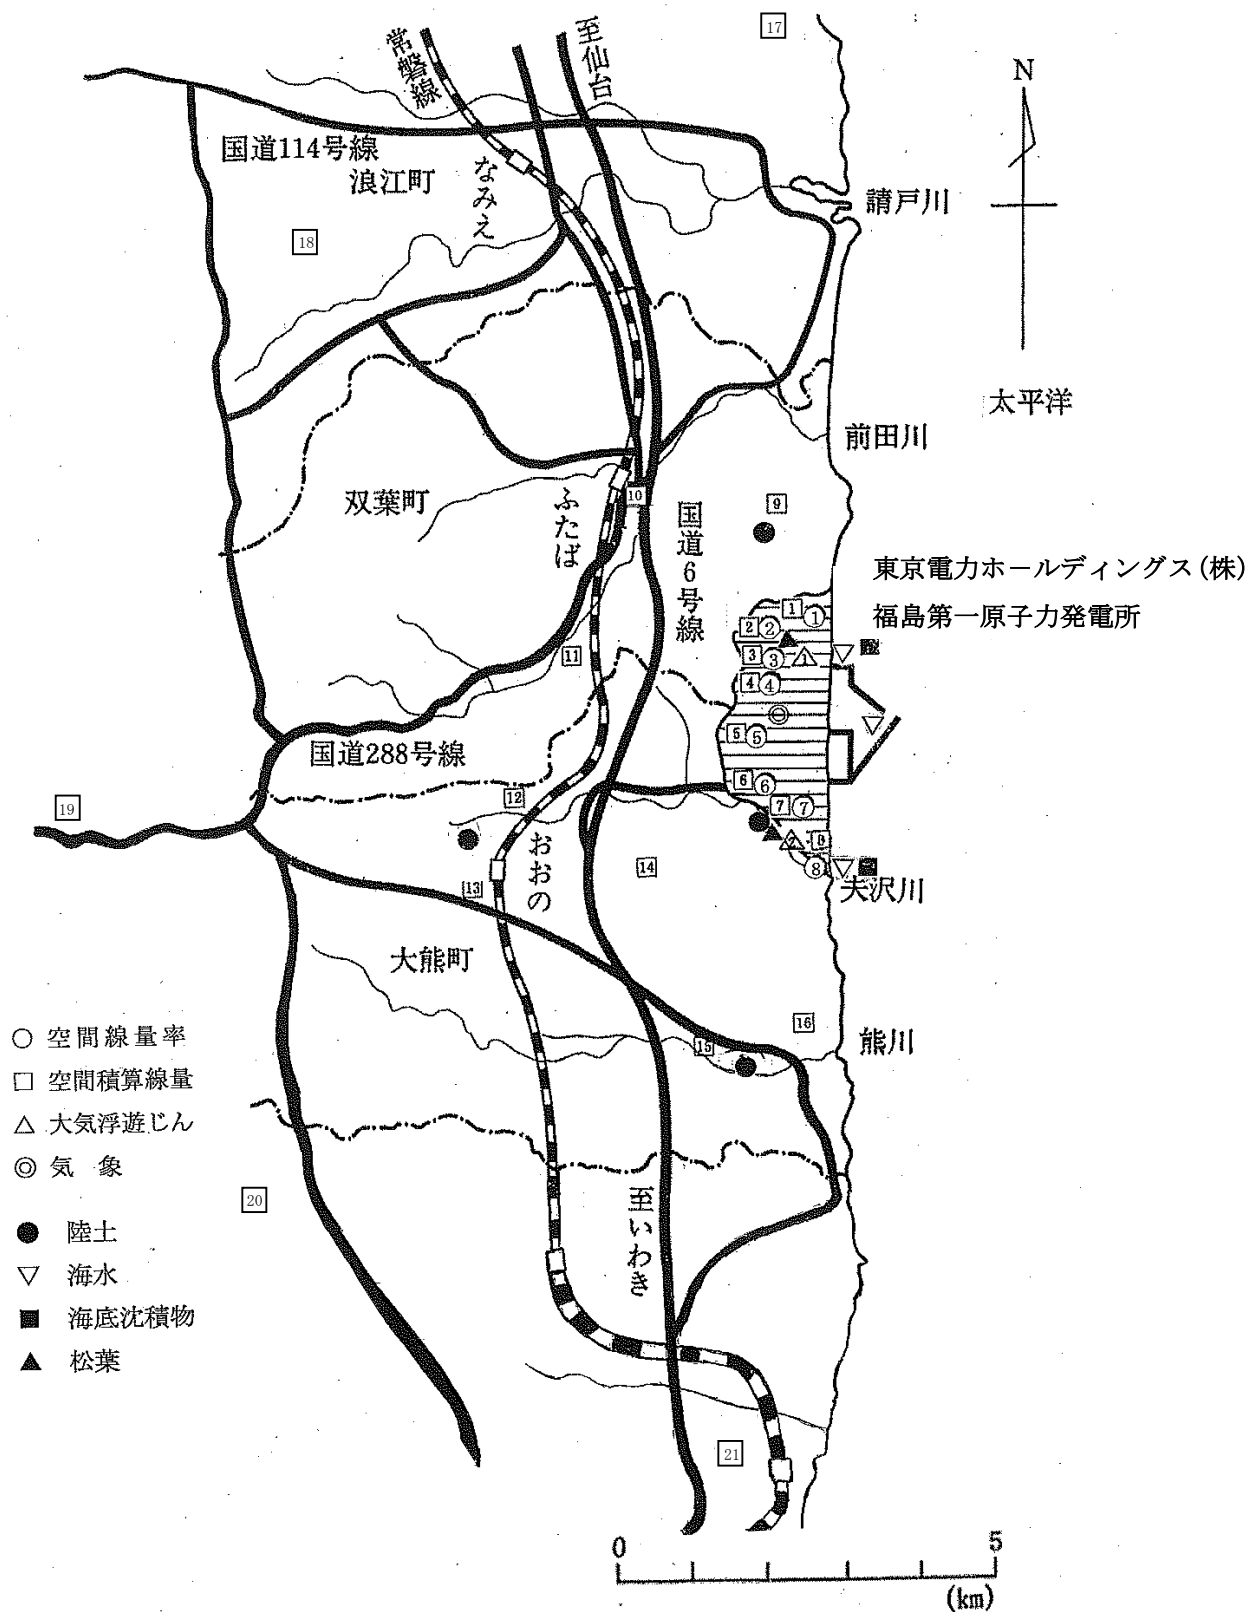 17
常磐線
至仙台
N
国道114号線
浪江町
なみえ
請戸川
18
太平洋
前田川
双葉町
ふたば
10
国道6号線
9
東京電力ホールディングス(株)
福島第一原子力発電所
1 ①
2 ②
3 ③ 1
4 ④
11
5 ⑤
国道288号線
6 ⑥
12
7 ⑦
19
おおの
14
2 8
⑧
13
夫沢川
大熊町
16
15
熊川
○ 空間線量率
□ 空間積算線量
△ 大気浮遊じん
◎ 気 象
20
至いわき
● 陸土
▽ 海水
■ 海底沈積物
▲ 松葉
21
0 5
(km)